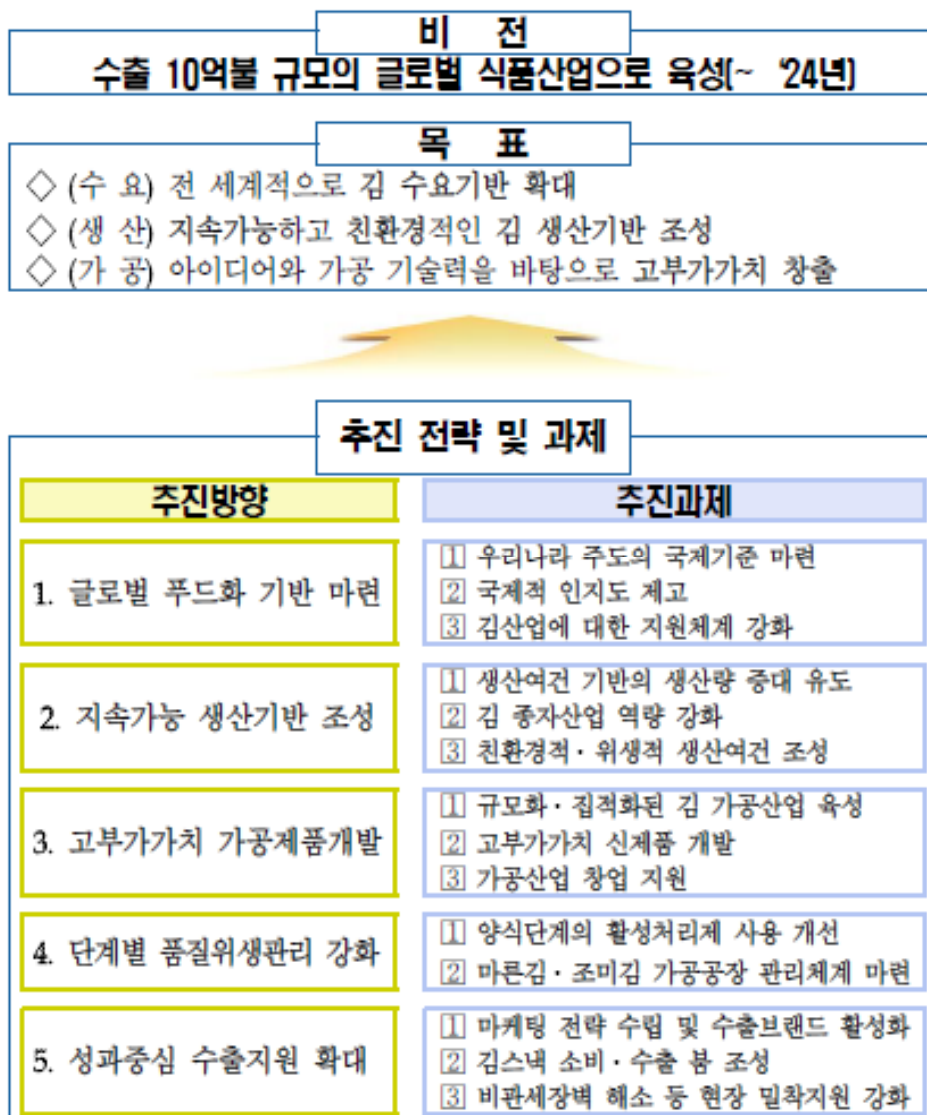 비 전
수출 10억불 규모의 글로벌 식품산업으로 육성(~ '24년)
목 표
◇ (수 요) 전 세계적으로 김 수요기반 확대
◇ (생 산) 지속가능하고 친환경적인 김 생산기반 조성
◇ (가 공) 아이디어와 가공 기술력을 바탕으로 고부가가치 창출
추진 전략 및 과제
추진방향
추진과제
1. 글로벌 푸드화 기반 마련
1 우리나라 주도의 국제기준 마련
2 국제적 인지도 제고
3 김산업에 대한 지원체계 강화
2. 지속가능 생산기반 조성
1 생산여건 기반의 생산량 증대 유도
2 김 종자산업 역량 강화
3 친환경적·위생적 생산여건 조성
3. 고부가가치 가공제품개발
1 규모화·집적화된 김 가공산업 육성
2 고부가가치 신제품 개발
3 가공산업 창업 지원
4. 단계별 품질위생관리 강화
1 양식단계의 활성처리제 사용 개선
2 마른김·조미김 가공공장 관리체계 마련
5. 성과중심 수출지원 확대
1 마케팅 전략 수립 및 수출브랜드 활성화
2 김스낵 소비·수출 붐 조성
3 비관세장벽 해소 등 현장 밀착지원 강화